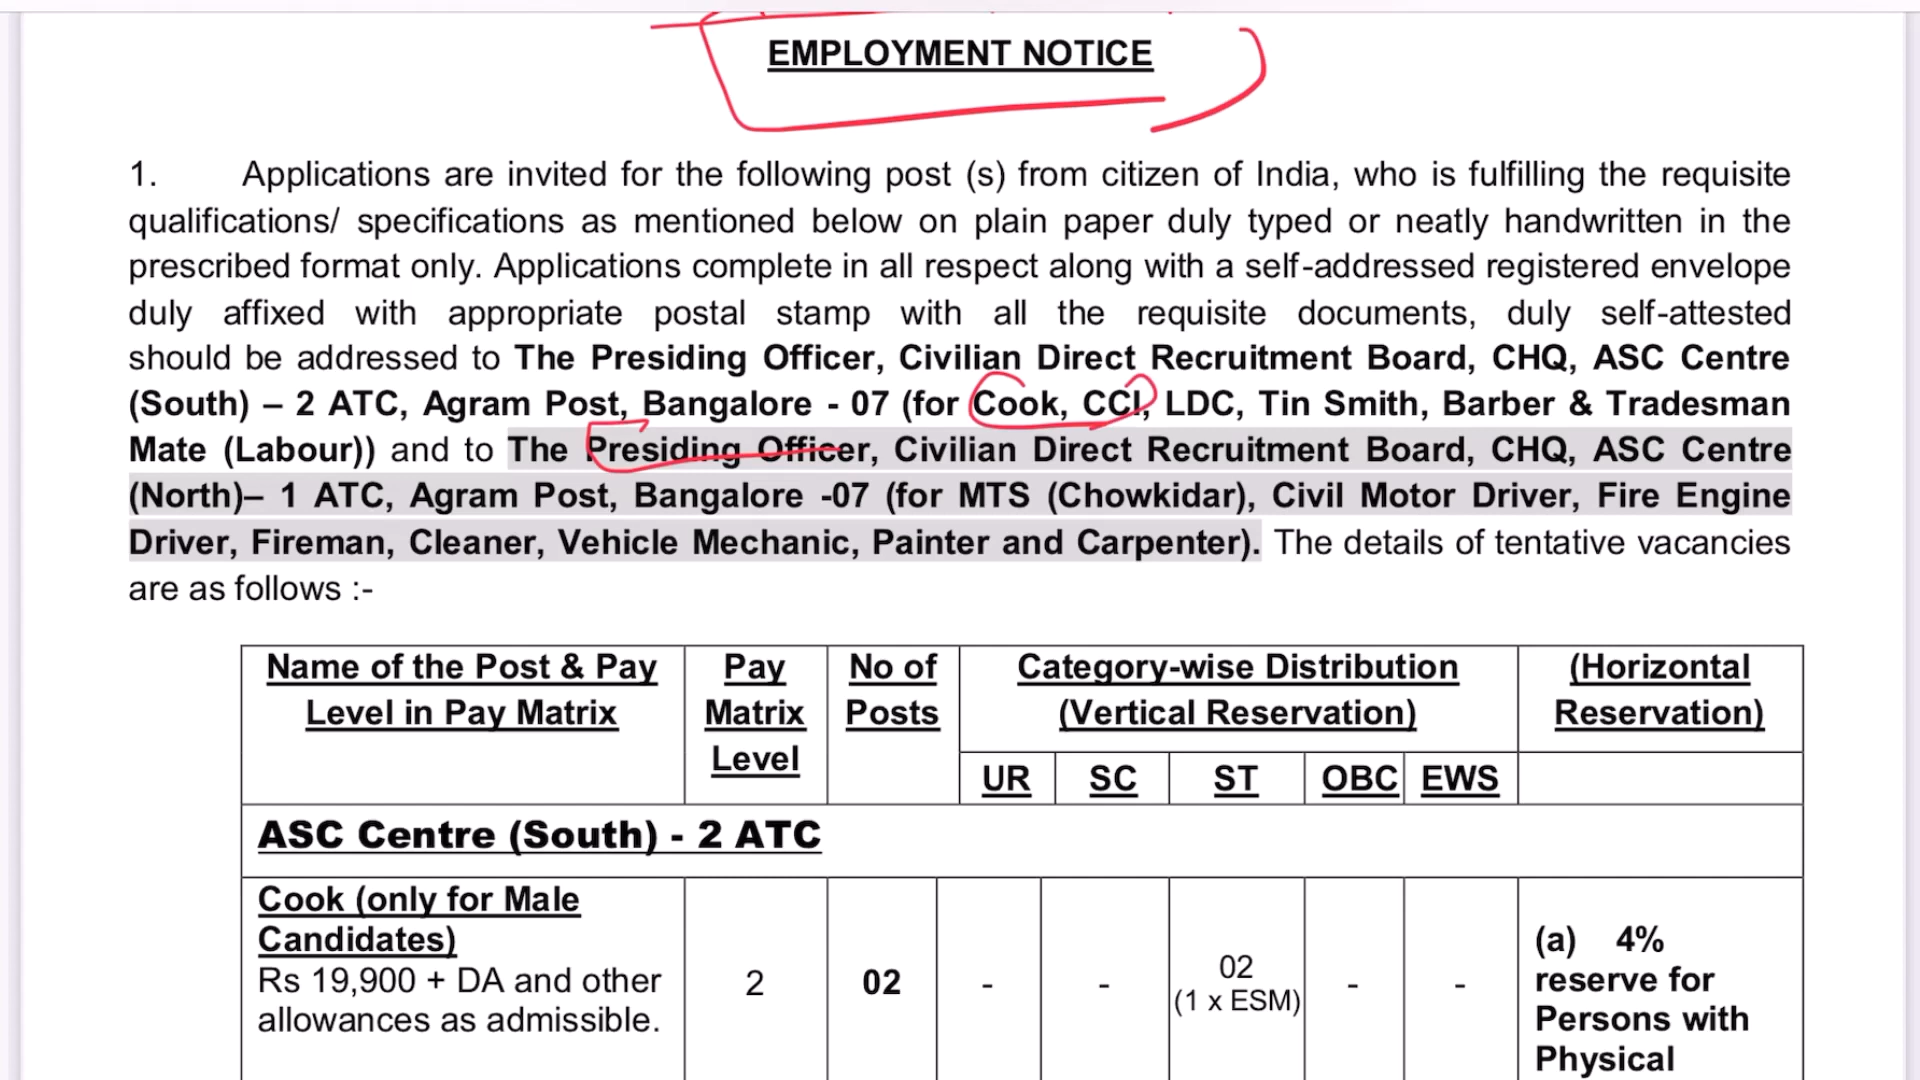 EMPLOYMENT NOTICE
1. Applications are invited for the following post (s) from citizen of India, who is fulfilling the requisite
qualifications/ specifications as mentioned below on plain paper duly typed or neatly handwritten in the
prescribed format only. Applications complete in all respect along with a self-addressed registered envelope
duly affixed with appropriate postal stamp with all the requisite documents, duly self-attested
should be addressed to The Presiding Officer, Civilian Direct Recruitment Board, CHQ, ASC Centre
(South) – 2 ATC, Agram Post, Bangalore - 07 (for Cook, CCI, LDC, Tin Smith, Barber & Tradesman
Mate (Labour)) and to The Presiding Officer, Civilian Direct Recruitment Board, CHQ, ASC Centre
(North)– 1 ATC, Agram Post, Bangalore -07 (for MTS (Chowkidar), Civil Motor Driver, Fire Engine
Driver, Fireman, Cleaner, Vehicle Mechanic, Painter and Carpenter). The details of tentative vacancies
are as follows :-
Name of the Post & Pay
Level in Pay Matrix
Pay
Matrix
Level
No of
Posts
Category-wise Distribution
(Vertical Reservation)
(Horizontal
Reservation)
UR SC ST OBC EWS
ASC Centre (South) - 2 ATC
Cook (only for Male
Candidates)
Rs 19,900 + DA and other
allowances as admissible.
2
02
-
-
02
(1 x ESM)
-
-
(a) 4%
reserve for
Persons with
Physical